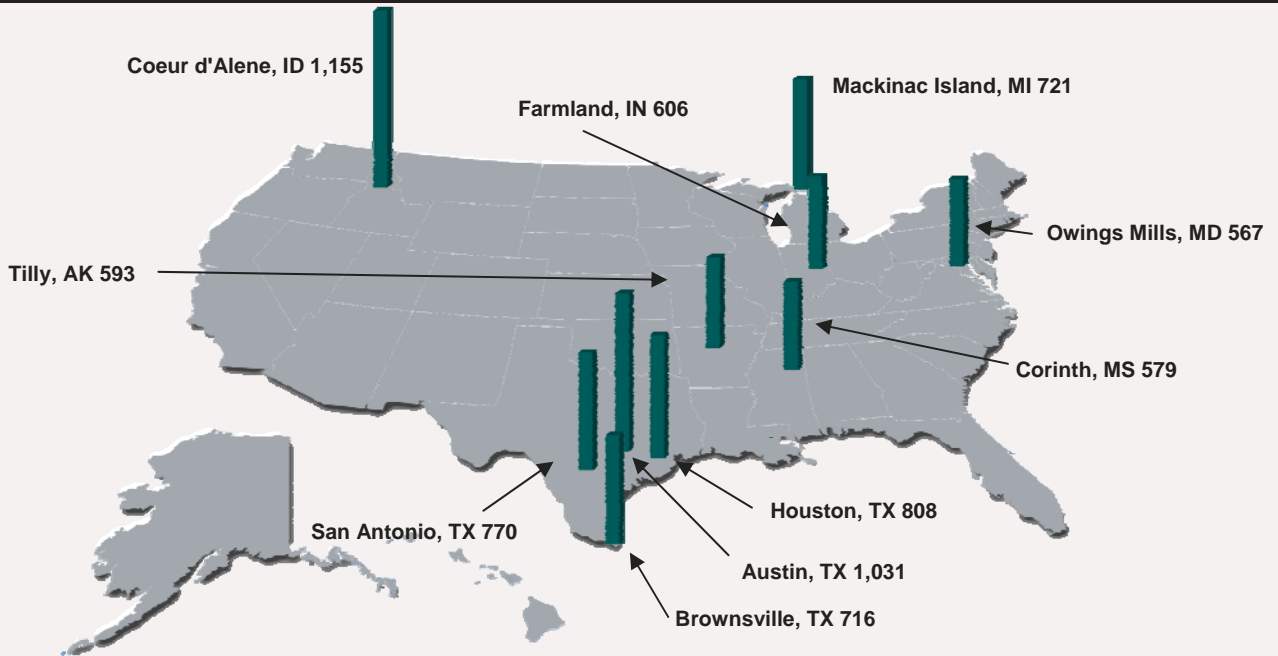 Coeur d'Alene, ID 1,155
Mackinac Island, MI 721
Farmland, IN 606
Owings Mills, MD 567
Tilly, AK 593
Corinth, MS 579
Houston, TX 808
San Antonio, TX 770
Austin, TX 1,031
Brownsville, TX 716